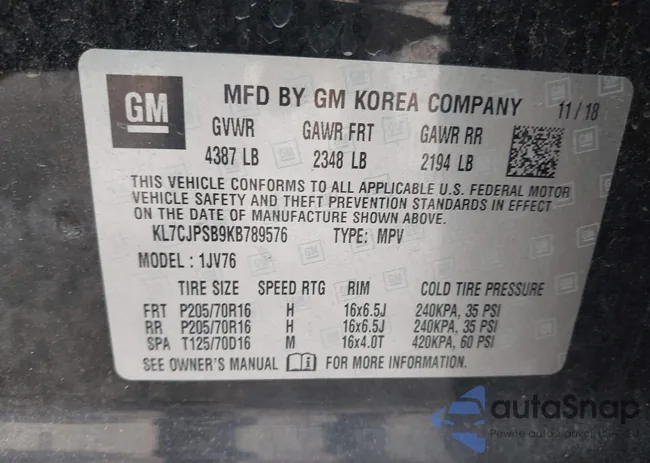 GM MFD BY GM KOREA COMPANY 11/18
GVWR GAWR FRT GAWR RR
4387 LB 2348 LB 2194 LB
THIS VEHICLE CONFORMS TO ALL APPLICABLE U.S. FEDERAL MOTOR
VEHICLE SAFETY AND THEFT PREVENTION STANDARDS IN EFFECT
ON THE DATE OF MANUFACTURE SHOWN ABOVE.
KL7CJPSB9KB789576 TYPE: MPV
MODEL : 1JV76
TIRE SIZE SPEED RTG RIM COLD TIRE PRESSURE
FRT P205/70R16 H 16x6.5J 240KPA, 35 PSI
RR P205/70R16 H 16x6.5J 240KPA, 35 PSI
SPA T125/70D16 M 16x4.0T 420KPA, 60 PSI
SEE OWNER'S MANUAL FOR MORE INFORMATION.
autoSnap